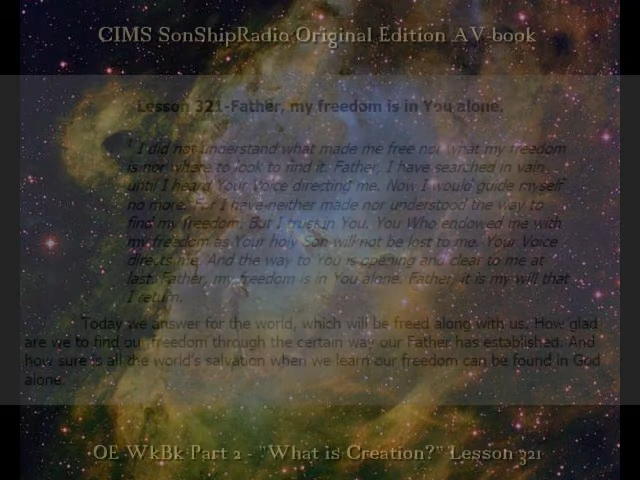 CIMS SonShipRadio Original Edition AV-book
Lesson 321-Father, my freedom is in You alone.
1 I did not understand what made me free nor what my freedom
is nor where to look to find it. Father, I have searched in vain
until I heard Your Voice directing me. Now I would guide myself
no more. For I have neither made nor understood the way to
find my freedom. But I trust in You. You Who endowed me with
my freedom as Your holy Son will not be lost to me. Your Voice
directs me. And the way to You is opening and clear to me at
last. Father, my freedom is in You alone. Father, it is my will that
I return.
Today we answer for the world, which will be freed along with us. How glad
are we to find our freedom through the certain way our Father has established. And
how sure is all the world's salvation when we learn our freedom can be found in God
alone.
OE WkBk Part 2 - "What is Creation?" Lesson 321